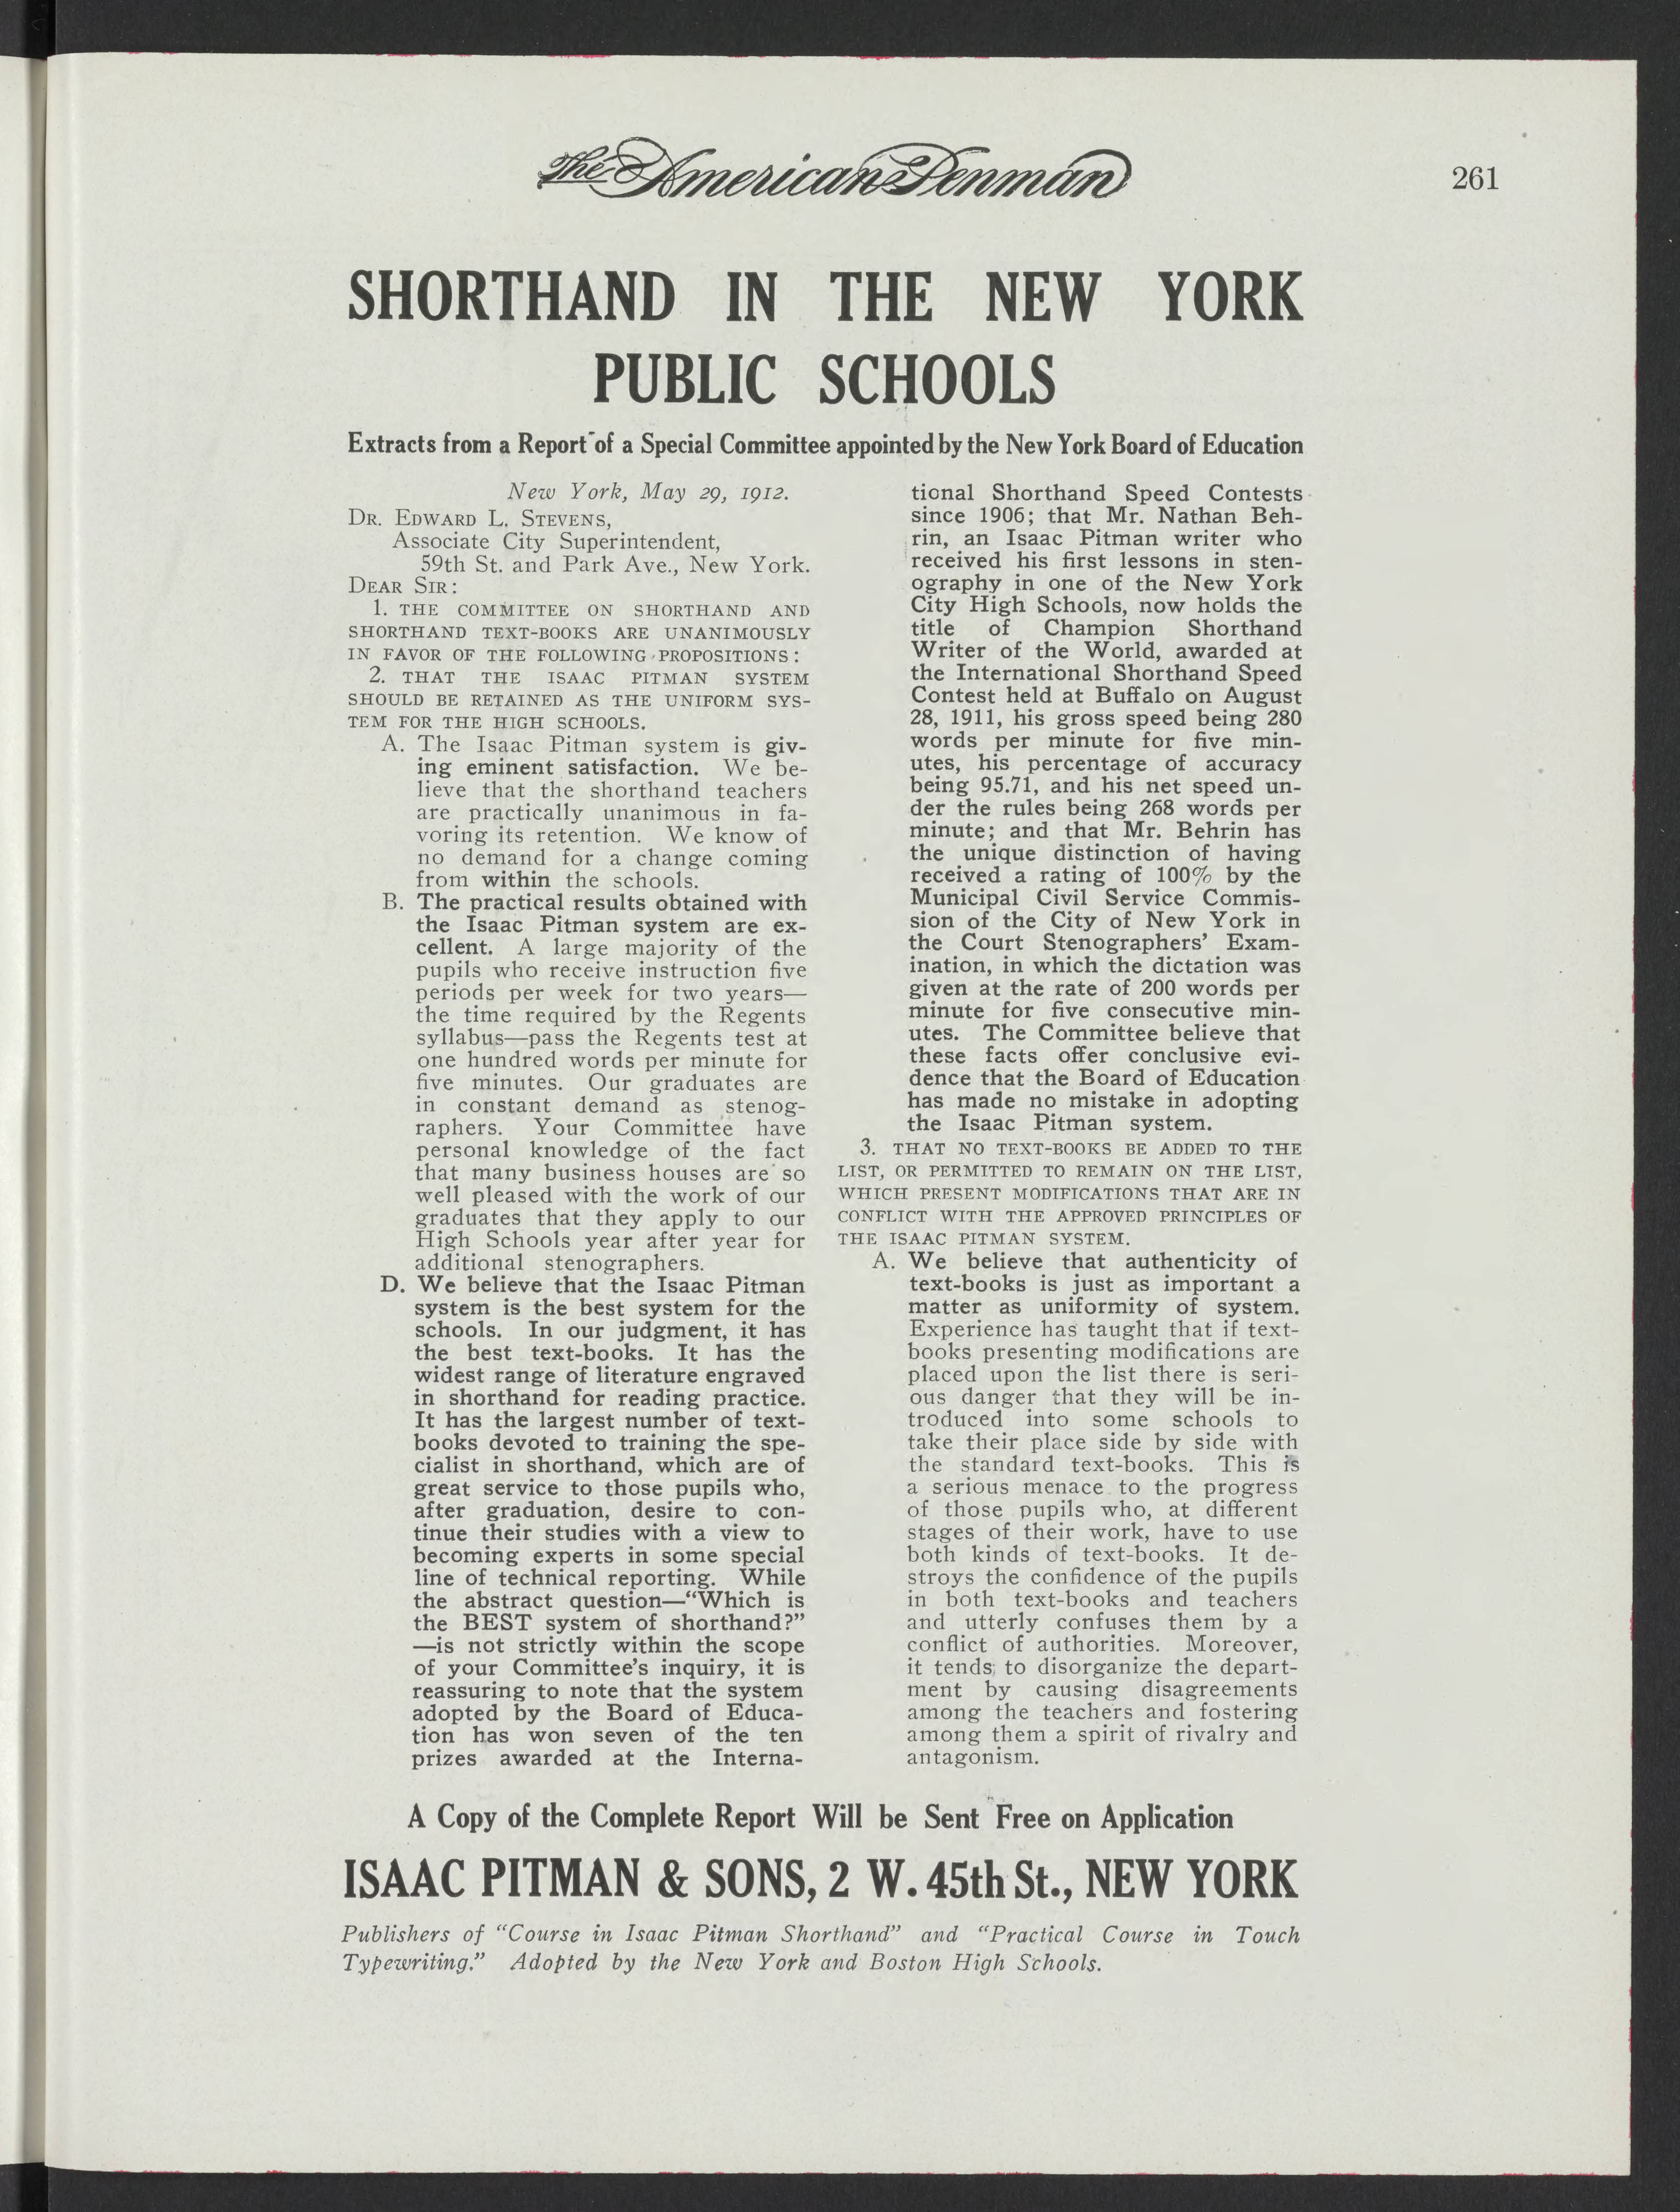 The American Penman
261
SHORTHAND IN THE NEW YORK
PUBLIC SCHOOLS
Extracts from a Report of a Special Committee appointed by the New York Board of Education
New York, May 29, 1912.
DR. EDWARD L. STEVENS,
Associate City Superintendent,
59th St. and Park Ave., New York.
DEAR SIR:
1. THE COMMITTEE ON SHORTHAND AND
SHORTHAND TEXT-BOOKS ARE UNANIMOUSLY
IN FAVOR OF THE FOLLOWING PROPOSITIONS:
2. THAT THE ISAAC PITMAN SYSTEM
SHOULD BE RETAINED AS THE UNIFORM SYS-
TEM FOR THE HIGH SCHOOLS.
A. The Isaac Pitman system is giv-
ing eminent satisfaction. We be-
lieve that the shorthand teachers
are practically unanimous in fa-
voring its retention. We know of
no demand for a change coming
from within the schools.
B. The practical results obtained with
the Isaac Pitman system are ex-
cellent. A large majority of the
pupils who receive instruction five
periods per week for two years—
the time required by the Regents
syllabus—pass the Regents test at
one hundred words per minute for
five minutes. Our graduates are
in constant demand as stenog-
raphers. Your Committee have
personal knowledge of the fact
that many business houses are so
well pleased with the work of our
graduates that they apply to our
High Schools year after year for
additional stenographers.
D. We believe that the Isaac Pitman
system is the best system for the
schools. In our judgment, it has
the best text-books. It has the
widest range of literature engraved
in shorthand for reading practice.
It has the largest number of text-
books devoted to training the spe-
cialist in shorthand, which are of
great service to those pupils who,
after graduation, desire to con-
tinue their studies with a view to
becoming experts in some special
line of technical reporting. While
the abstract question—“Which is
the BEST system of shorthand?”
—is not strictly within the scope
of your Committee’s inquiry, it is
reassuring to note that the system
adopted by the Board of Educa-
tion has won seven of the ten
prizes awarded at the Interna-
tional Shorthand Speed Contests
since 1906; that Mr. Nathan Beh-
rin, an Isaac Pitman writer who
received his first lessons in sten-
ography in one of the New York
City High Schools, now holds the
title of Champion Shorthand
Writer of the World, awarded at
the International Shorthand Speed
Contest held at Buffalo on August
28, 1911, his gross speed being 280
words per minute for five min-
utes, his percentage of accuracy
being 95.71, and his net speed un-
der the rules being 268 words per
minute; and that Mr. Behrin has
the unique distinction of having
received a rating of 100% by the
Municipal Civil Service Commis-
sion of the City of New York in
the Court Stenographers’ Exam-
ination, in which the dictation was
given at the rate of 200 words per
minute for five consecutive min-
utes. The Committee believe that
these facts offer conclusive evi-
dence that the Board of Education
has made no mistake in adopting
the Isaac Pitman system.
3. THAT NO TEXT-BOOKS BE ADDED TO THE
LIST, OR PERMITTED TO REMAIN ON THE LIST,
WHICH PRESENT MODIFICATIONS THAT ARE IN
CONFLICT WITH THE APPROVED PRINCIPLES OF
THE ISAAC PITMAN SYSTEM.
A. We believe that authenticity of
text-books is just as important a
matter as uniformity of system.
Experience has taught that if text-
books presenting modifications are
placed upon the list there is seri-
ous danger that they will be in-
troduced into some schools to
take their place side by side with
the standard text-books. This is
a serious menace to the progress
of those pupils who, at different
stages of their work, have to use
both kinds of text-books. It de-
stroys the confidence of the pupils
in both text-books and teachers
and utterly confuses them by a
conflict of authorities. Moreover,
it tends to disorganize the depart-
ment by causing disagreements
among the teachers and fostering
among them a spirit of rivalry and
antagonism.
A Copy of the Complete Report Will be Sent Free on Application
ISAAC PITMAN & SONS, 2 W. 45th St., NEW YORK
Publishers of “Course in Isaac Pitman Shorthand” and “Practical Course in Touch
Typewriting.” Adopted by the New York and Boston High Schools.